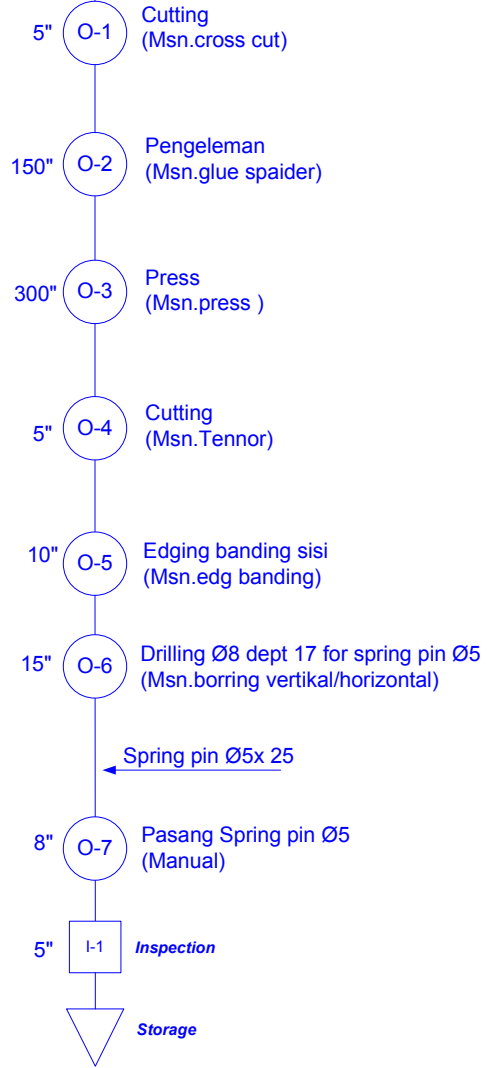 Cutting
5" O-1 (Msn.cross cut)
Pengeleman
150" O-2 (Msn.glue spaider)
Press
300" O-3 (Msn.press )
Cutting
5" O-4 (Msn.Tennor)
10" O-5 Edging banding sisi
(Msn.edg banding)
15" O-6 Drilling Ø8 dept 17 for spring pin Ø5
(Msn.borring vertikal/horizontal)
Spring pin Ø5x 25
8" O-7 Pasang Spring pin Ø5
(Manual)
5" I-1 Inspection
Storage